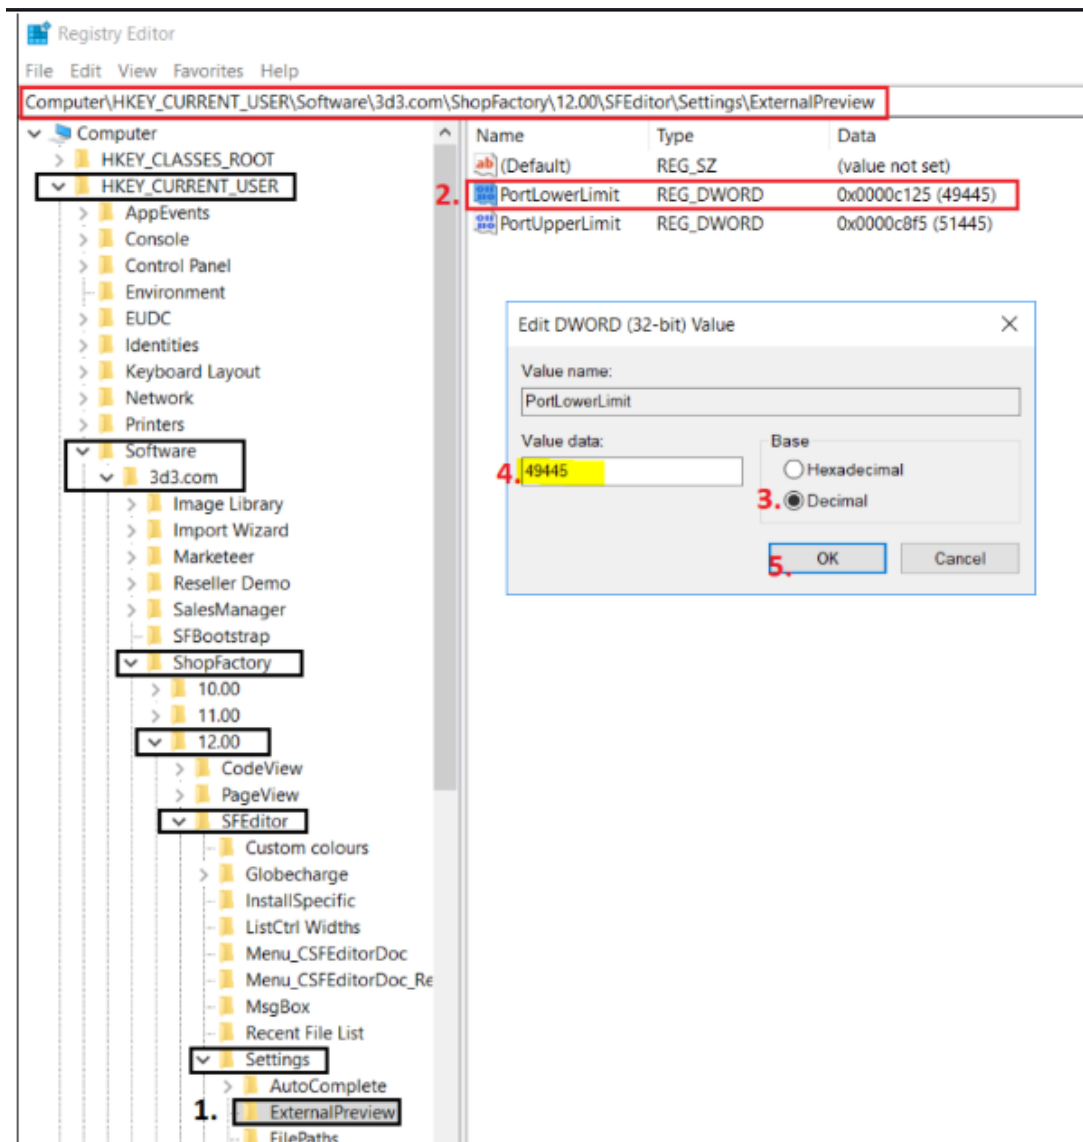 Registry Editor
File Edit View Favorites Help
Computer\HKEY_CURRENT_USER\Software\3d3.com\ShopFactory\12.00\SFEditor\Settings\ExternalPreview
Computer
HKEY_CLASSES_ROOT
HKEY_CURRENT_USER
AppEvents
Console
Control Panel
Environment
EUDC
Identities
Keyboard Layout
Network
Printers
Software
3d3.com
Image Library
Import Wizard
Marketeer
Reseller Demo
SalesManager
SFBootstrap
ShopFactory
10.00
11.00
12.00
CodeView
PageView
SFEditor
Custom colours
Globecharge
InstallSpecific
ListCtrl Widths
Menu_CSFEditorDoc
Menu_CSFEditorDoc_Re
MsgBox
Recent File List
Settings
AutoComplete
1. ExternalPreview
FilePaths
Name Type Data
ab (Default) REG_SZ (value not set)
2. PortLowerLimit REG_DWORD 0x0000c125 (49445)
PortUpperLimit REG_DWORD 0x0000c8f5 (51445)
Edit DWORD (32-bit) Value
Value name:
PortLowerLimit
Value data:
4. 49445
Base
Hexadecimal
3. Decimal
5. OK Cancel